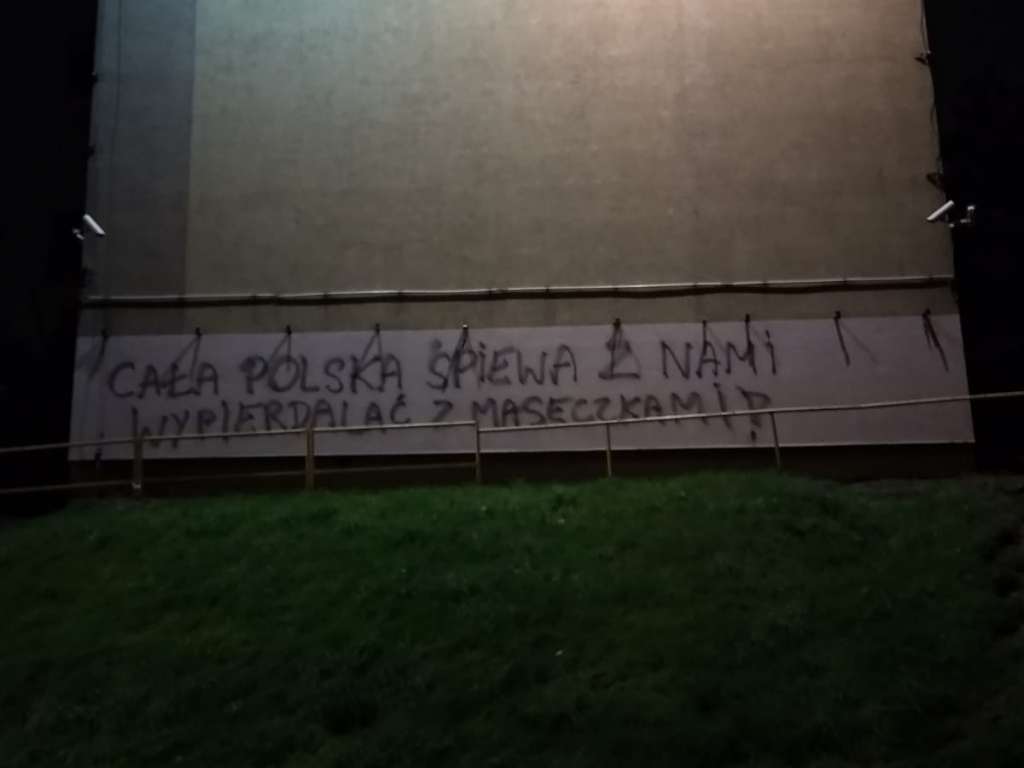 CAŁA POLSKA ŚPIEWA Z NAMI
WYPIERDALAĆ Z MASECZKAMI!